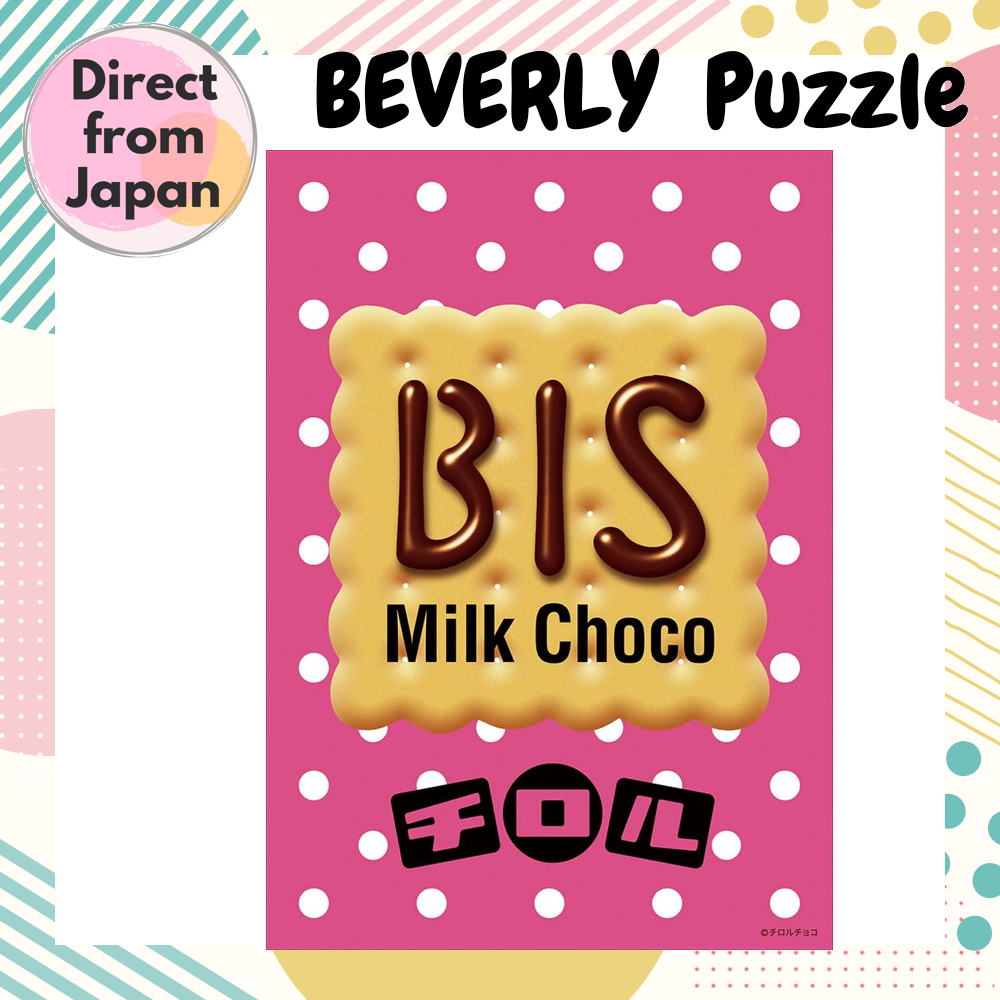 Direct
from
Japan
BEVERLY Puzzle
BIS
Milk Choco
チロル
©チロルチョコ